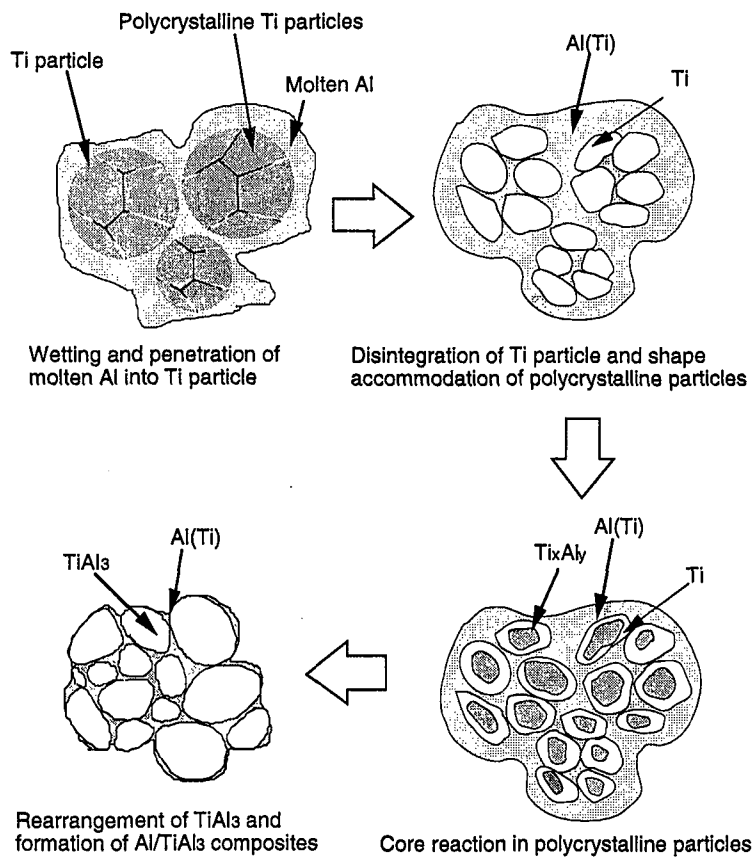 Polycrystalline Ti particles
Ti particle
Molten Al
Wetting and penetration of
molten Al into Ti particle
Al(Ti)
Ti
Disintegration of Ti particle and shape
accommodation of polycrystalline particles
TixAly
Al(Ti)
Ti
Core reaction in polycrystalline particles
Al(Ti)
TiAl3
Rearrangement of TiAl3 and
formation of Al/TiAl3 composites